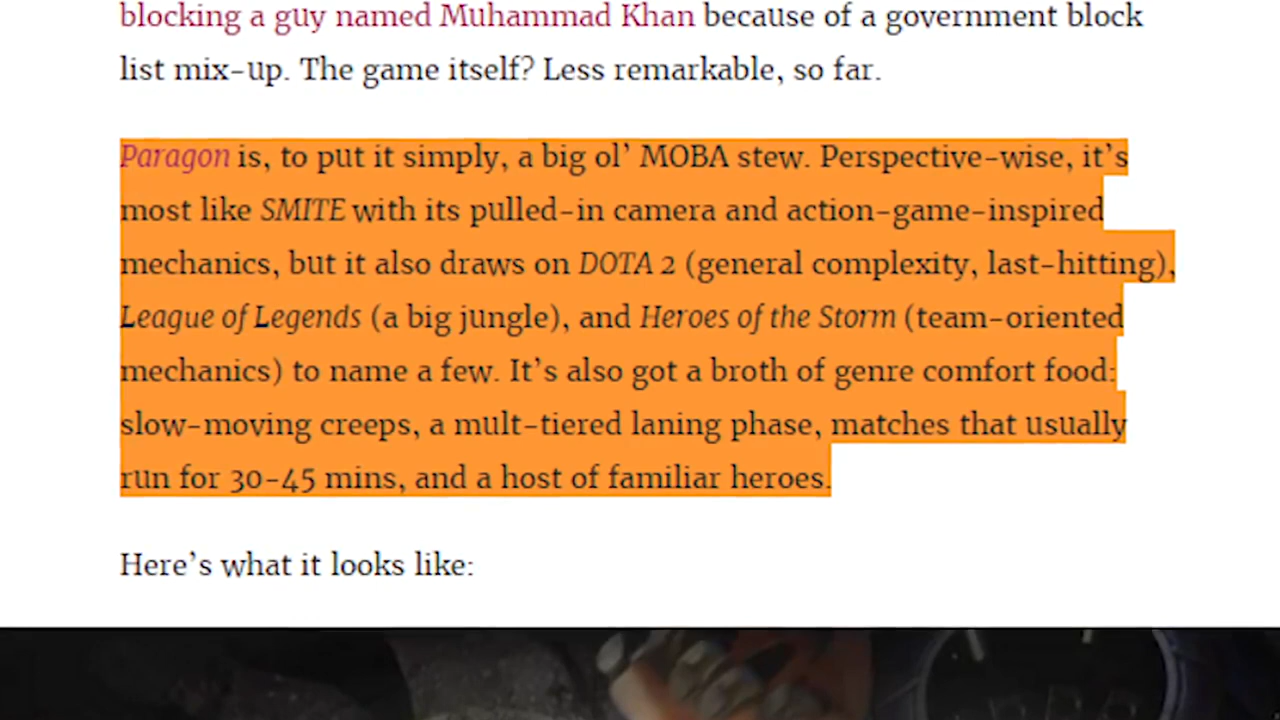 blocking a guy named Muhammad Khan because of a government block
list mix-up. The game itself? Less remarkable, so far.
Paragon is, to put it simply, a big ol’ MOBA stew. Perspective-wise, it’s
most like SMITE with its pulled-in camera and action-game-inspired
mechanics, but it also draws on DOTA 2 (general complexity, last-hitting),
League of Legends (a big jungle), and Heroes of the Storm (team-oriented
mechanics) to name a few. It’s also got a broth of genre comfort food:
slow-moving creeps, a mult-tiered laning phase, matches that usually
run for 30-45 mins, and a host of familiar heroes.
Here’s what it looks like: